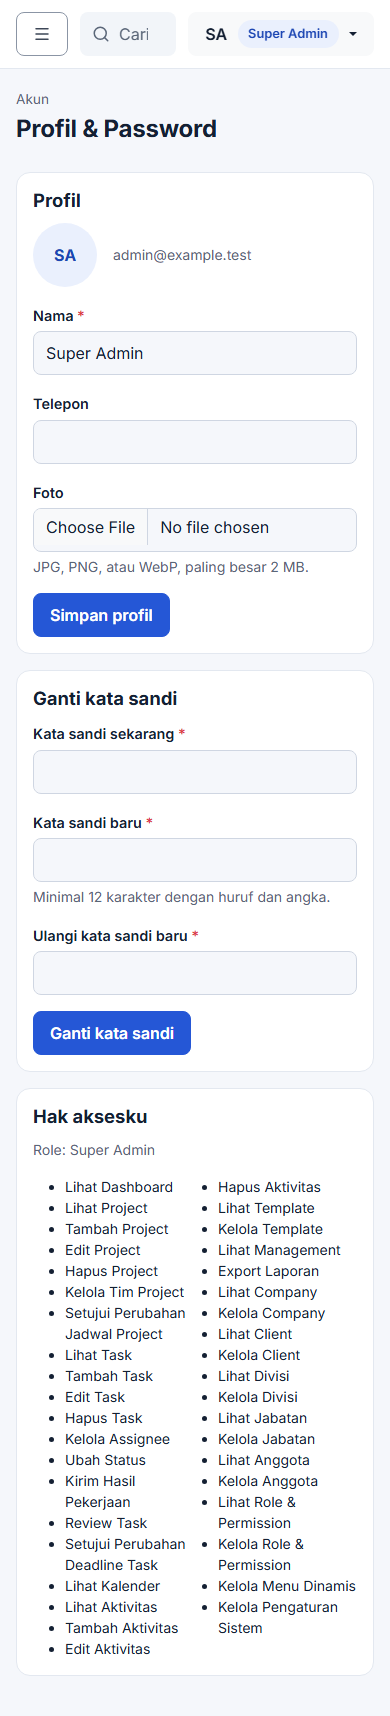 Cari
SA Super Admin
Akun
Profil & Password
Profil
SA
admin@example.test
Nama *
Super Admin
Telepon
Foto
Choose File No file chosen
JPG, PNG, atau WebP, paling besar 2 MB.
Simpan profil
Ganti kata sandi
Kata sandi sekarang *
Kata sandi baru *
Minimal 12 karakter dengan huruf dan angka.
Ulangi kata sandi baru *
Ganti kata sandi
Hak aksesku
Role: Super Admin
• Lihat Dashboard
• Lihat Project
• Tambah Project
• Edit Project
• Hapus Project
• Kelola Tim Project
• Setujui Perubahan
Jadwal Project
• Lihat Task
• Tambah Task
• Edit Task
• Hapus Task
• Kelola Assignee
• Ubah Status
• Kirim Hasil
Pekerjaan
• Review Task
• Setujui Perubahan
Deadline Task
• Lihat Kalender
• Lihat Aktivitas
• Tambah Aktivitas
• Edit Aktivitas
• Hapus Aktivitas
• Lihat Template
• Kelola Template
• Lihat Management
• Export Laporan
• Lihat Company
• Kelola Company
• Lihat Client
• Kelola Client
• Lihat Divisi
• Kelola Divisi
• Lihat Jabatan
• Kelola Jabatan
• Lihat Anggota
• Kelola Anggota
• Lihat Role &
Permission
• Kelola Role &
Permission
• Kelola Menu Dinamis
• Kelola Pengaturan
Sistem